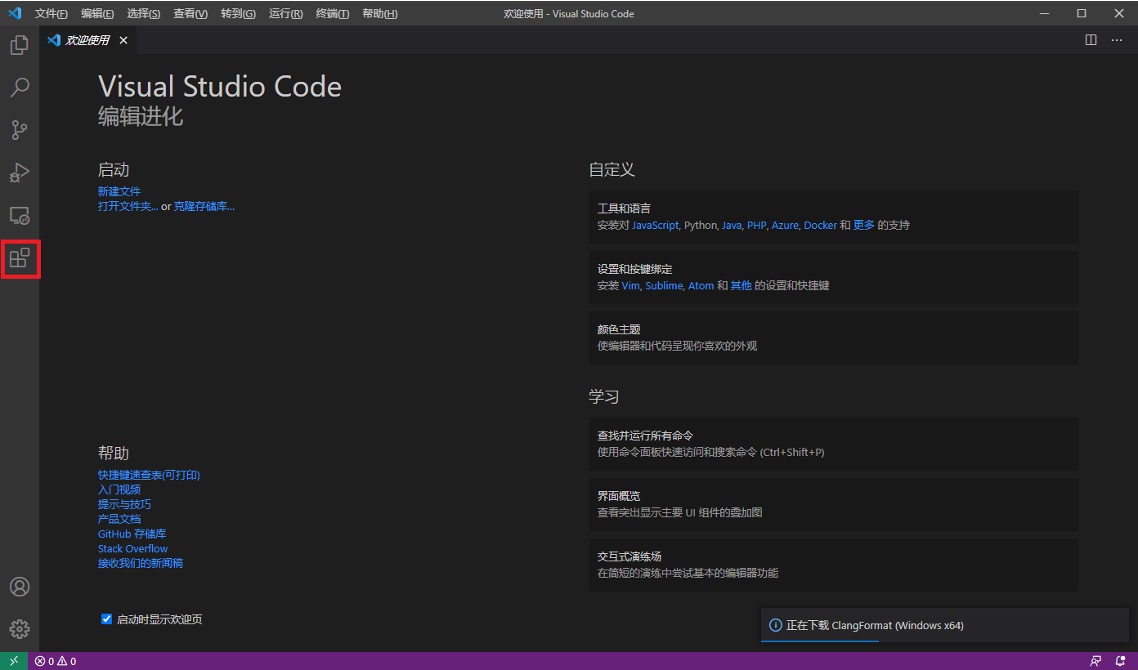 文件(F) 编辑(E) 选择(S) 查看(V) 转到(G) 运行(R) 终端(T) 帮助(H) 欢迎使用 - Visual Studio Code
欢迎使用
Visual Studio Code
编辑进化
启动
新建文件
打开文件夹... or 克隆存储库...
帮助
快捷键速查表(可打印)
入门视频
提示与技巧
产品文档
GitHub 存储库
Stack Overflow
接收我们的新闻稿
启动时显示欢迎页
自定义
工具和语言
安装对 JavaScript, Python, Java, PHP, Azure, Docker 和 更多 的支持
设置和按键绑定
安装 Vim, Sublime, Atom 和 其他 的设置和快捷键
颜色主题
使编辑器和代码呈现你喜欢的外观
学习
查找并运行所有命令
使用命令面板快速访问和搜索命令 (Ctrl+Shift+P)
界面概览
查看突出显示主要 UI 组件的叠加图
交互式演练场
在简短的演练中尝试基本的编辑器功能
正在下载 ClangFormat (Windows x64)
0 0